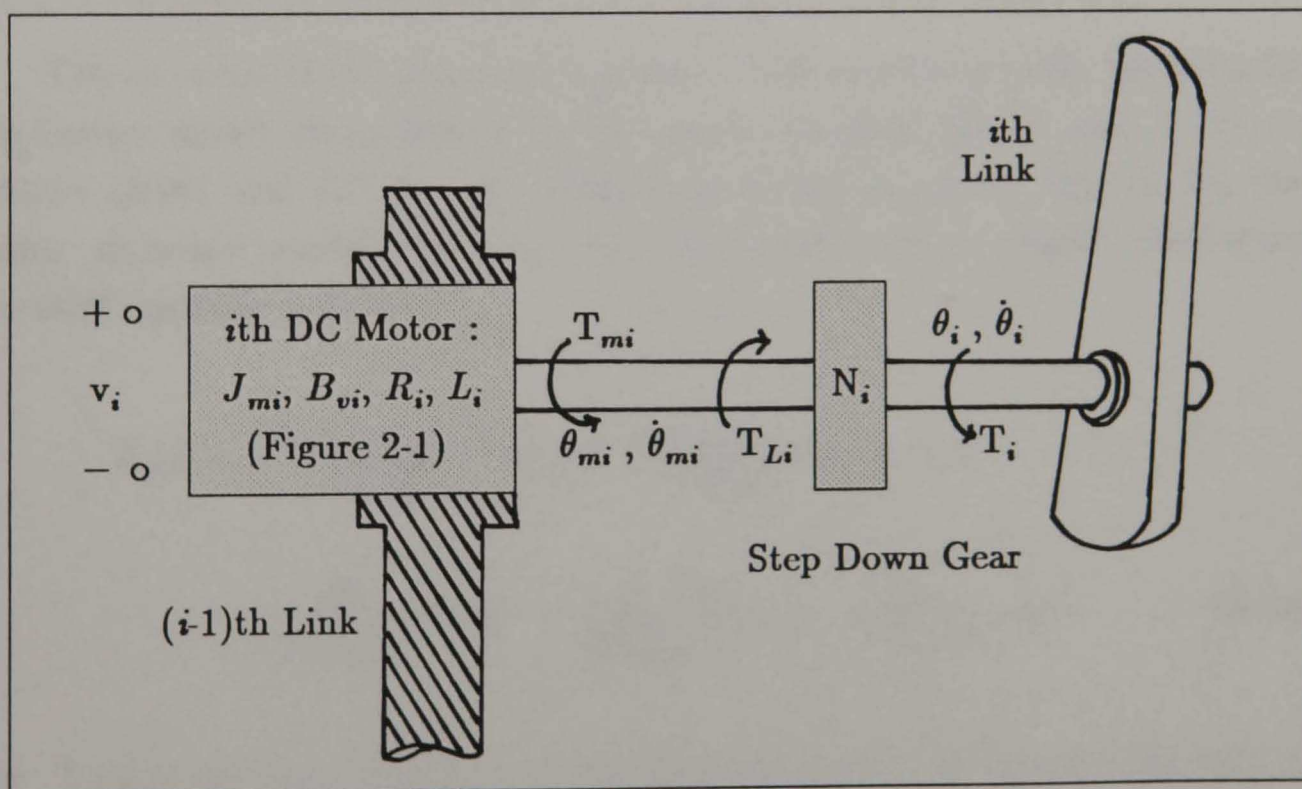 ith
Link
+ o
v_i
− o
ith DC Motor :
J_mi, B_vi, R_i, L_i
(Figure 2-1)
T_mi
θ_mi , θ̇_mi
T_Li
N_i
θ_i , θ̇_i
T_i
Step Down Gear
(i-1)th Link